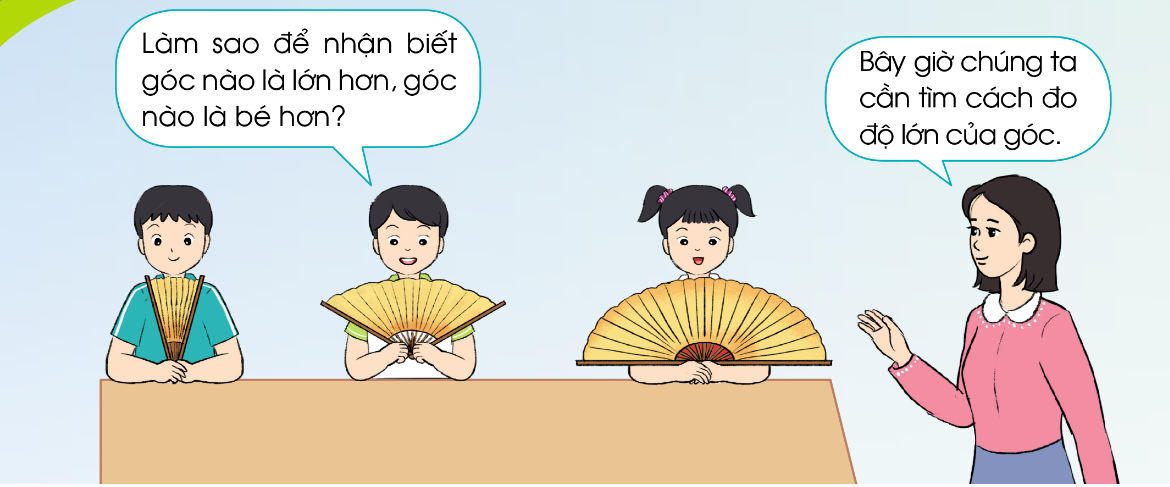 Làm sao để nhận biết
góc nào là lớn hơn, góc
nào là bé hơn?
Bây giờ chúng ta
cần tìm cách đo
độ lớn của góc.